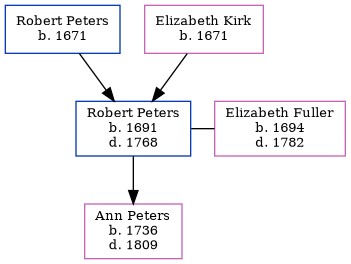 Robert Peters
b. 1671
Elizabeth Kirk
b. 1671
Robert Peters
b. 1691
d. 1768
Elizabeth Fuller
b. 1694
d. 1782
Ann Peters
b. 1736
d. 1809